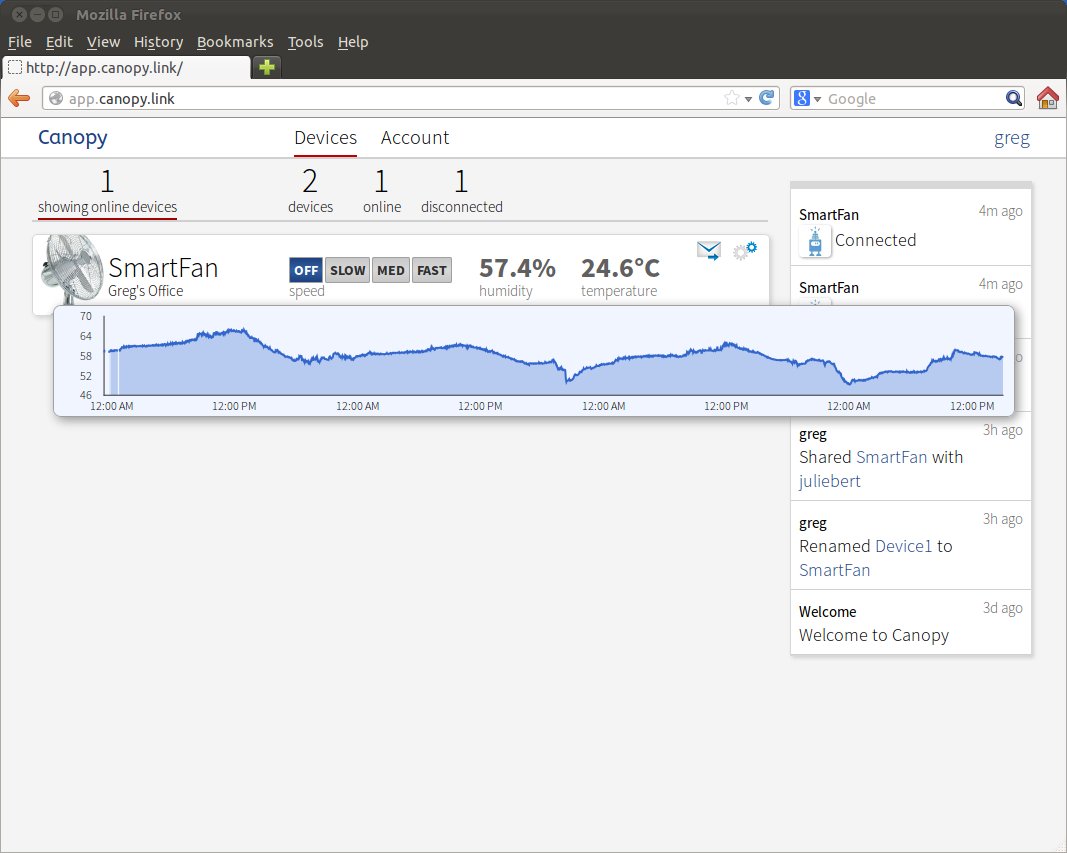 Mozilla Firefox
File Edit View History Bookmarks Tools Help
http://app.canopy.link/
app.canopy.link
Google
Canopy
Devices Account
greg
1
showing online devices
2
devices
1
online
1
disconnected
SmartFan
Greg's Office
OFF SLOW MED FAST
speed
57.4%
humidity
24.6°C
temperature
70
64
58
52
46
12:00 AM 12:00 PM 12:00 AM 12:00 PM 12:00 AM 12:00 PM 12:00 AM 12:00 PM
SmartFan 4m ago
Connected
SmartFan 4m ago
greg 3h ago
Shared SmartFan with
juliebert
greg 3h ago
Renamed Device1 to
SmartFan
Welcome 3d ago
Welcome to Canopy